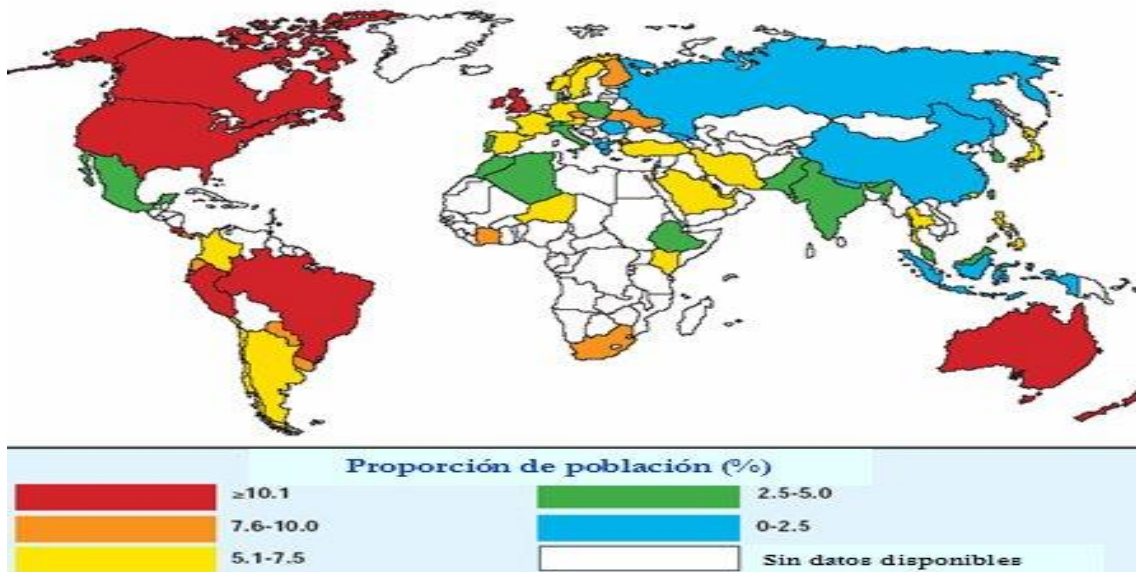 Proporción de población (%)
≥10.1
7.6-10.0
5.1-7.5
2.5-5.0
0-2.5
Sin datos disponibles